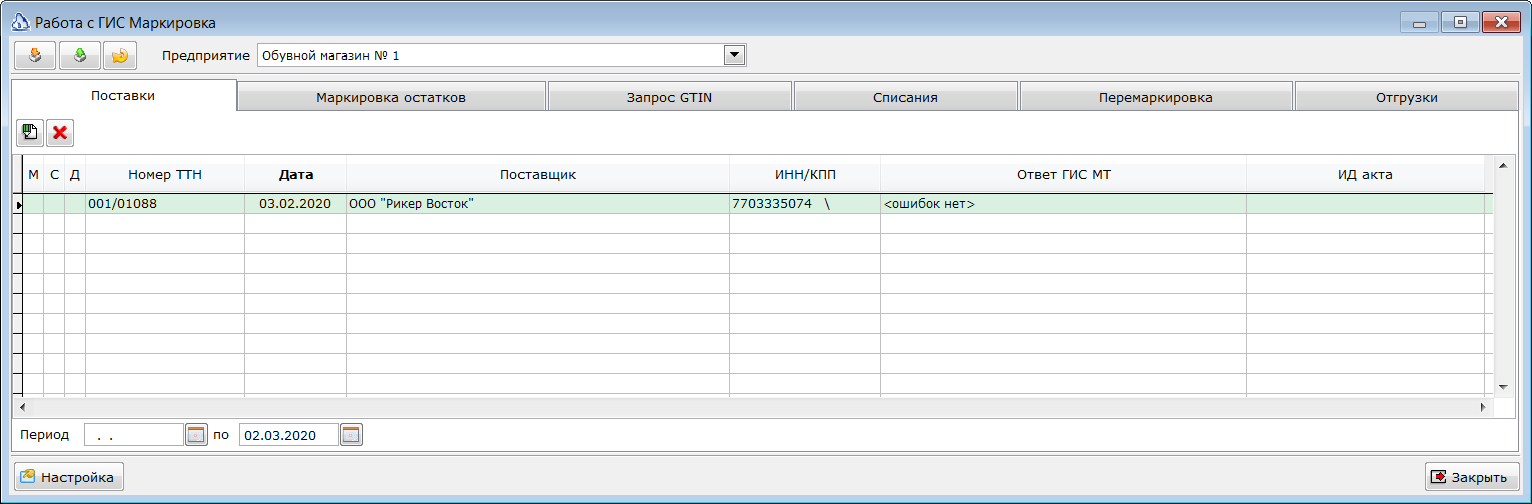 Работа с ГИС Маркировка
Предприятие Обувной магазин № 1
Поставки Маркировка остатков Запрос GTIN Списания Перемаркировка Отгрузки
М С Д Номер ТТН Дата Поставщик ИНН/КПП Ответ ГИС МТ ИД акта
001/01088 03.02.2020 ООО "Рикер Восток" 7703335074 \ <ошибок нет>
Период . . по 02.03.2020
Настройка Закрыть